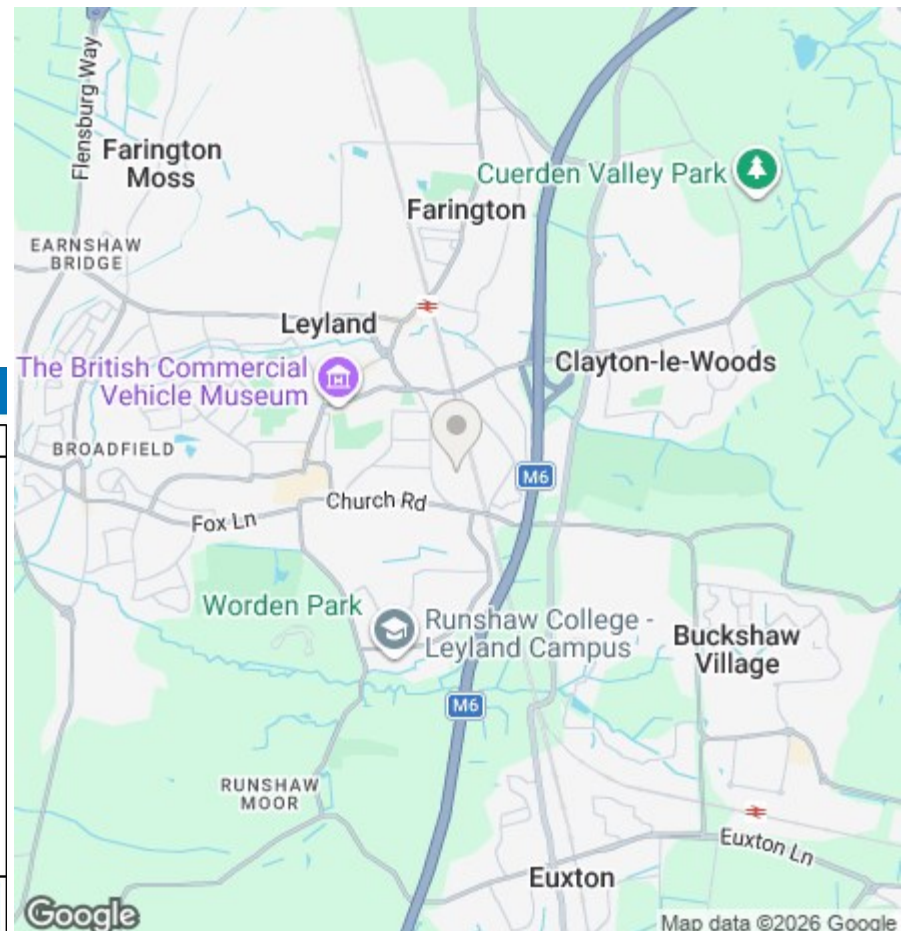 Flensburg Way
Farington
Moss
Cuerden Valley Park
Farington
EARNSHAW
BRIDGE
Leyland
The British Commercial
Vehicle Museum
Clayton-le-Woods
BROADFIELD
M6
Church Rd
Fox Ln
Worden Park
Runshaw College -
Leyland Campus
Buckshaw
Village
M6
RUNSHAW
MOOR
Euxton Ln
Euxton
Google
Map data ©2026 Google